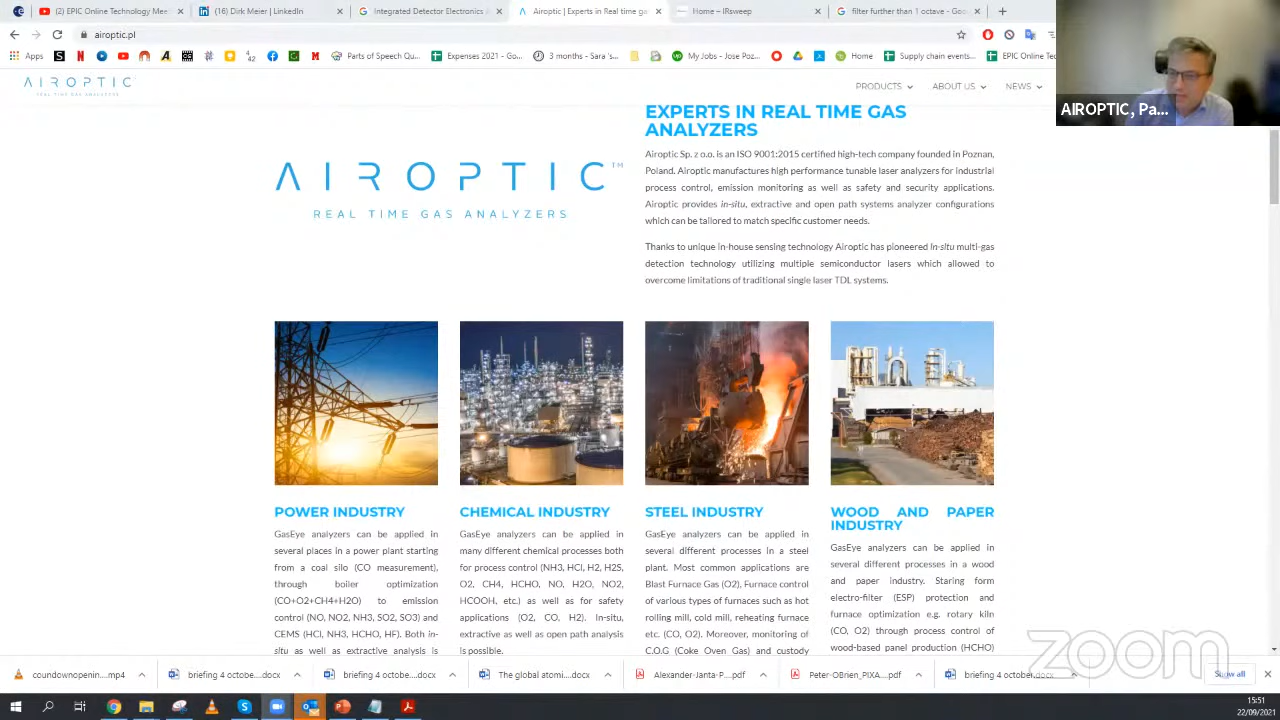 (2) EPIC Online Technology Mee
(16) Dirk Meier | LinkedIn
Integrated Detector Electronics A
Airoptic | Experts in Real time ga
Home – IRsweep
filter further than 1 octave - Goo
airoptic.pl
Apps
Parts of Speech Qu...
Expenses 2021 - Go...
3 months - Sara 's...
My Jobs - Jose Poz...
Home
Supply chain events...
EPIC Online Te
AIROPTIC
REAL TIME GAS ANALYZERS
PRODUCTS
ABOUT US
NEWS
AIROPTIC, Pa...
AIROPTIC™
REAL TIME GAS ANALYZERS
EXPERTS IN REAL TIME GAS
ANALYZERS
Airoptic Sp. z o.o. is an ISO 9001:2015 certified high-tech company founded in Poznan,
Poland. Airoptic manufactures high performance tunable laser analyzers for industrial
process control, emission monitoring as well as safety and security applications.
Airoptic provides in-situ, extractive and open path systems analyzer configurations
which can be tailored to match specific customer needs.
Thanks to unique in-house sensing technology Airoptic has pioneered in-situ multi-gas
detection technology utilizing multiple semiconductor lasers which allowed to
overcome limitations of traditional single laser TDL systems.
POWER INDUSTRY
GasEye analyzers can be applied in
several places in a power plant starting
from a coal silo (CO measurement),
through boiler optimization
(CO+O2+CH4+H2O) to emission
control (NO, NO2, NH3, SO2, SO3) and
CEMS (HCl, NH3, HCHO, HF). Both in-
situ as well as extractive analysis is
CHEMICAL INDUSTRY
GasEye analyzers can be applied in
many different chemical processes both
for process control (NH3, HCl, H2, H2S,
O2, CH4, HCHO, NO, H2O, NO2,
HCOOH, etc.) as well as for safety
applications (O2, CO, H2). In-situ,
extractive as well as open path analysis
is possible.
STEEL INDUSTRY
GasEye analyzers can be applied in
several different processes in a steel
plant. Most common applications are
Blast Furnace Gas (O2), Furnace control
of various types of furnaces such as hot
rolling mill, cold mill, reheating furnace
etc. (CO, O2). Moreover, monitoring of
C.O.G (Coke Oven Gas) and custody
WOOD AND PAPER
INDUSTRY
GasEye analyzers can be applied in
several different processes in a wood
and paper industry. Staring form
electro-filter (ESP) protection and
furnace optimization e.g. rotary kiln
(CO, O2) through process control of
wood-based panel production (HCHO)
zoom
coundownopenin....mp4
briefing 4 octobe....docx
briefing 4 octobe....docx
The global atomi....docx
Alexander-Janta-P....pdf
Peter-OBrien_PIXA....pdf
briefing 4 october.docx
Show all
15:51
22/09/2021